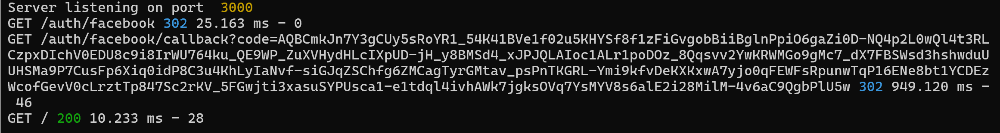 Server listening on port  3000
GET /auth/facebook 302 25.163 ms - 0
GET /auth/facebook/callback?code=AQBCmkJn7Y3gCUy5sRoYR1_54K41BVe1f02u5KHYSf8f1zFiGvgobBiiBglnPpiO6gaZi0D-NQ4p2L0wQl4t3RL
CzpxDIchV0EDU8c9i8IrWU764ku_QE9WP_ZuXVHydHLcIXpUD-jH_y8BMSd4_xJPJQLAIoc1ALr1poDOz_8Qqsvv2YwKRWMGo9gMc7_dX7FBSWsd3hshwduU
UHSMa9P7CusFp6Xiq0idP8C3u4KhLyIaNvf-siGJqZSChfg6ZMCagTyrGMtav_psPnTKGRL-Ymi9kfvDeKXKxwA7yjo0qFEWFsRpunwTqP16ENe8bt1YCDEz
WcofGevV0cLrztTp847Sc2rKV_5FGwjti3xasuSYPUsca1-e1tdql4ivhAWk7jgksOVq7YsMYV8s6alE2i28MilM-4v6aC9QgbPlU5w 302 949.120 ms -
 46
GET / 200 10.233 ms - 28